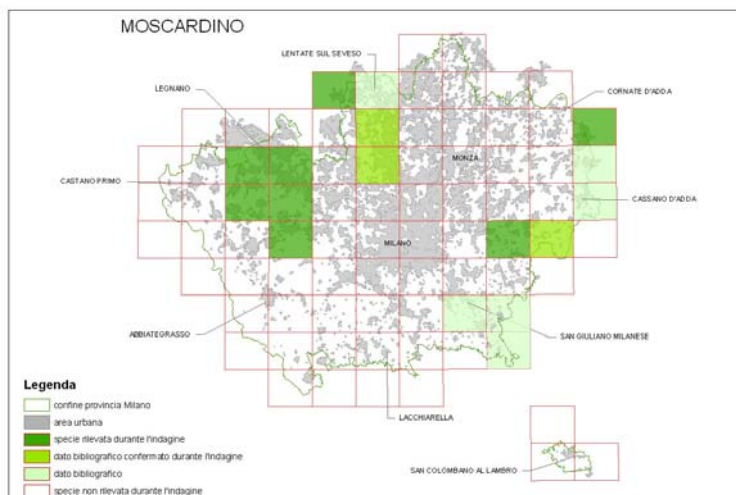 MOSCARDINO
LENTATE SUL SEVESO
LEGNANO
CORNATE D'ADDA
MONZA
CASTANO PRIMO
CASSANO D'ADDA
MILANO
ABBIATEGRASSO
SAN GIULIANO MILANESE
LACCHIARELLA
SAN COLOMBANO AL LAMBRO
Legenda
confine provincia Milano
area urbana
specie rilevata durante l'indagine
dato bibliografico confermato durante l'indagine
dato bibliografico
specie non rilevata durante l'indagine